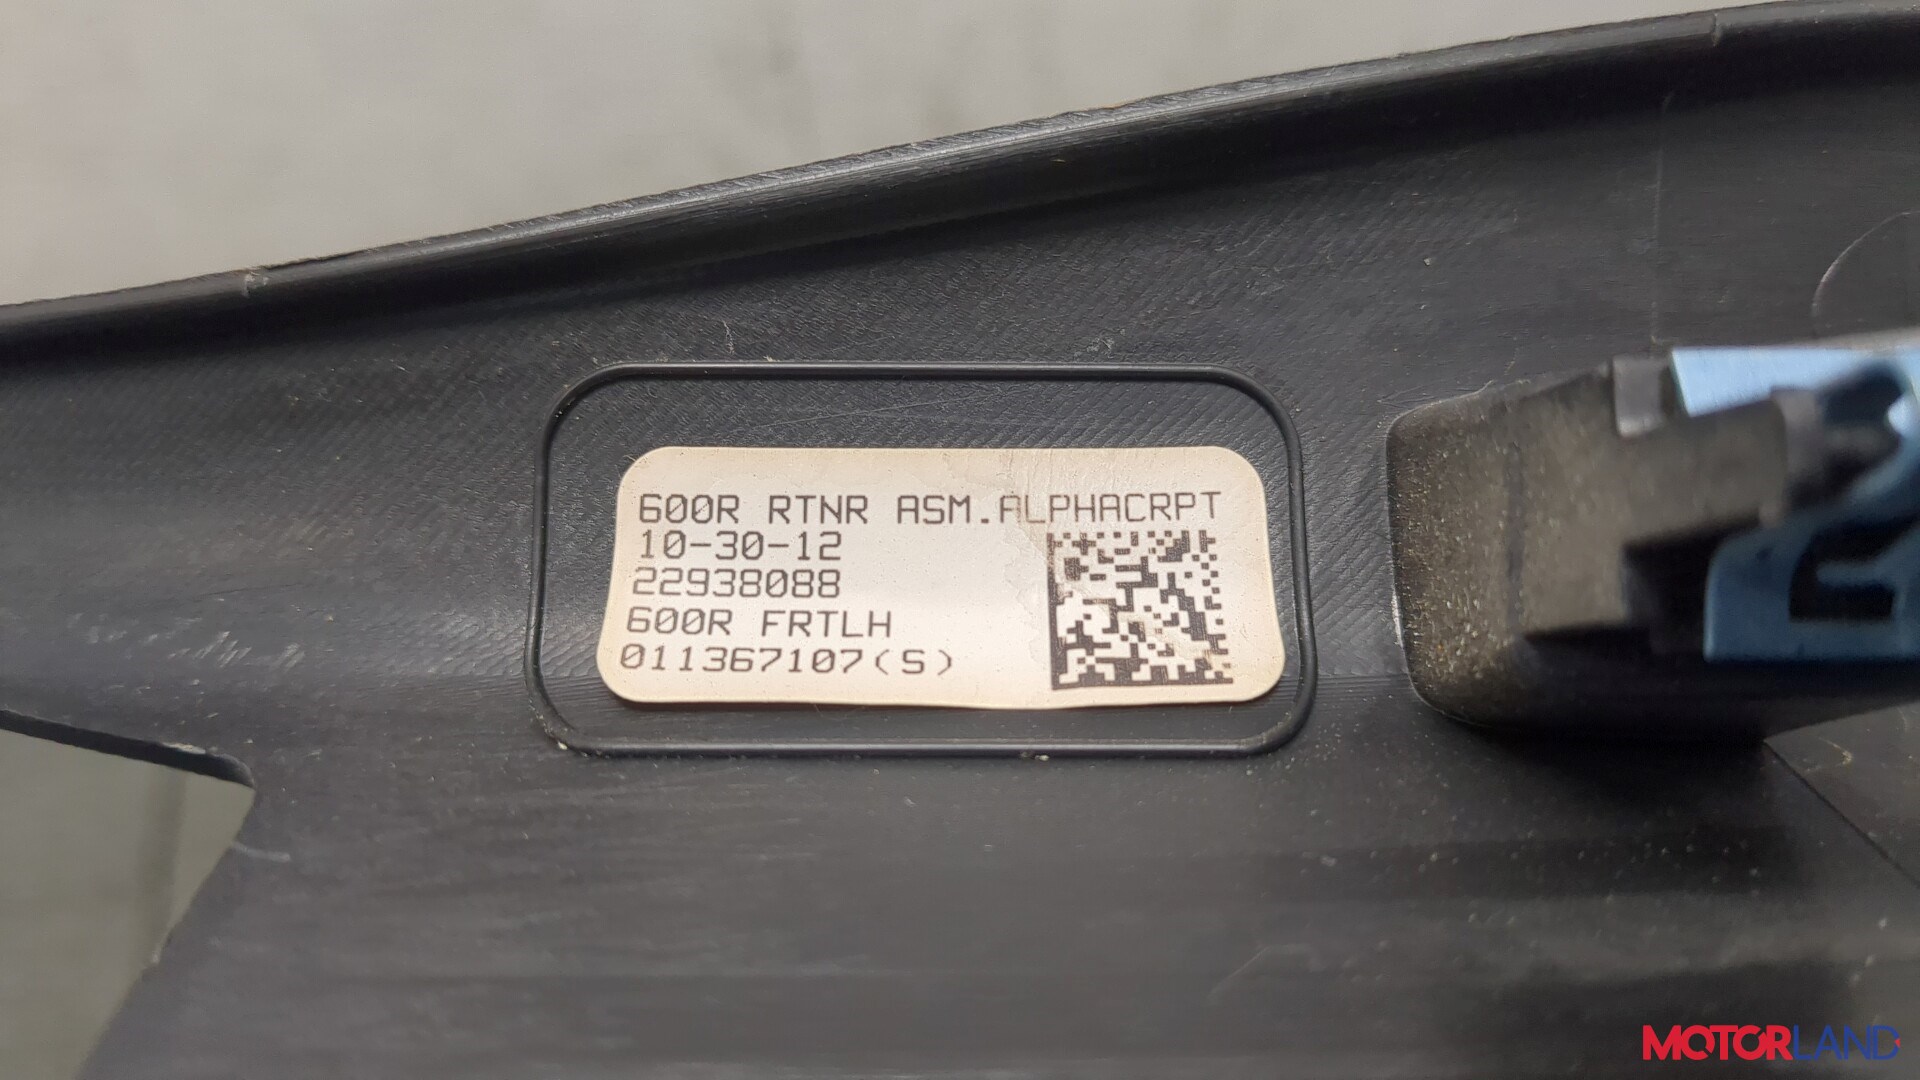 600R RTNR ASM.ALPHACRPT
10-30-12
22938088
600R FRTLH
011367107(S)
MOTORLAND